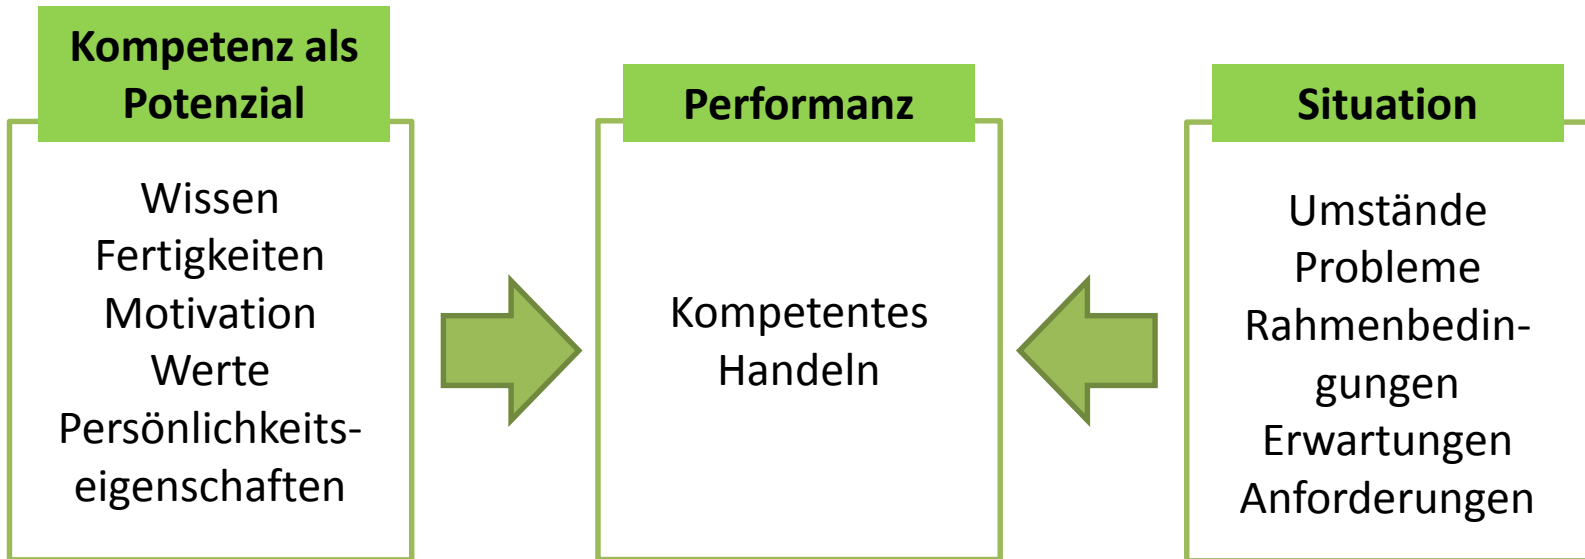 Kompetenz als
Potenzial
Wissen
Fertigkeiten
Motivation
Werte
Persönlichkeits-
eigenschaften
Performanz
Kompetentes
Handeln
Situation
Umstände
Probleme
Rahmenbedin-
gungen
Erwartungen
Anforderungen